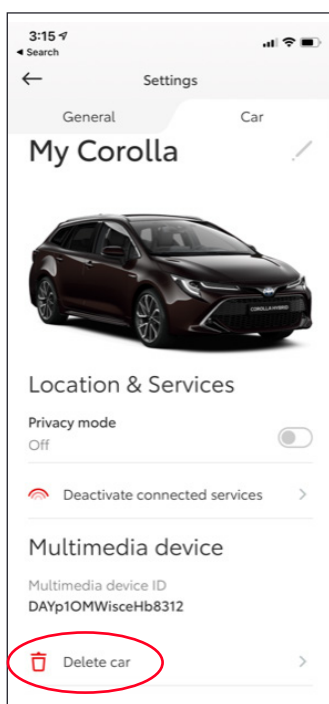 3:15
◄ Search
Settings
General Car
My Corolla
COROLLA HYBRID
Location & Services
Privacy mode
Off
Deactivate connected services
Multimedia device
Multimedia device ID
DAYp1OMWisceHb8312
Delete car